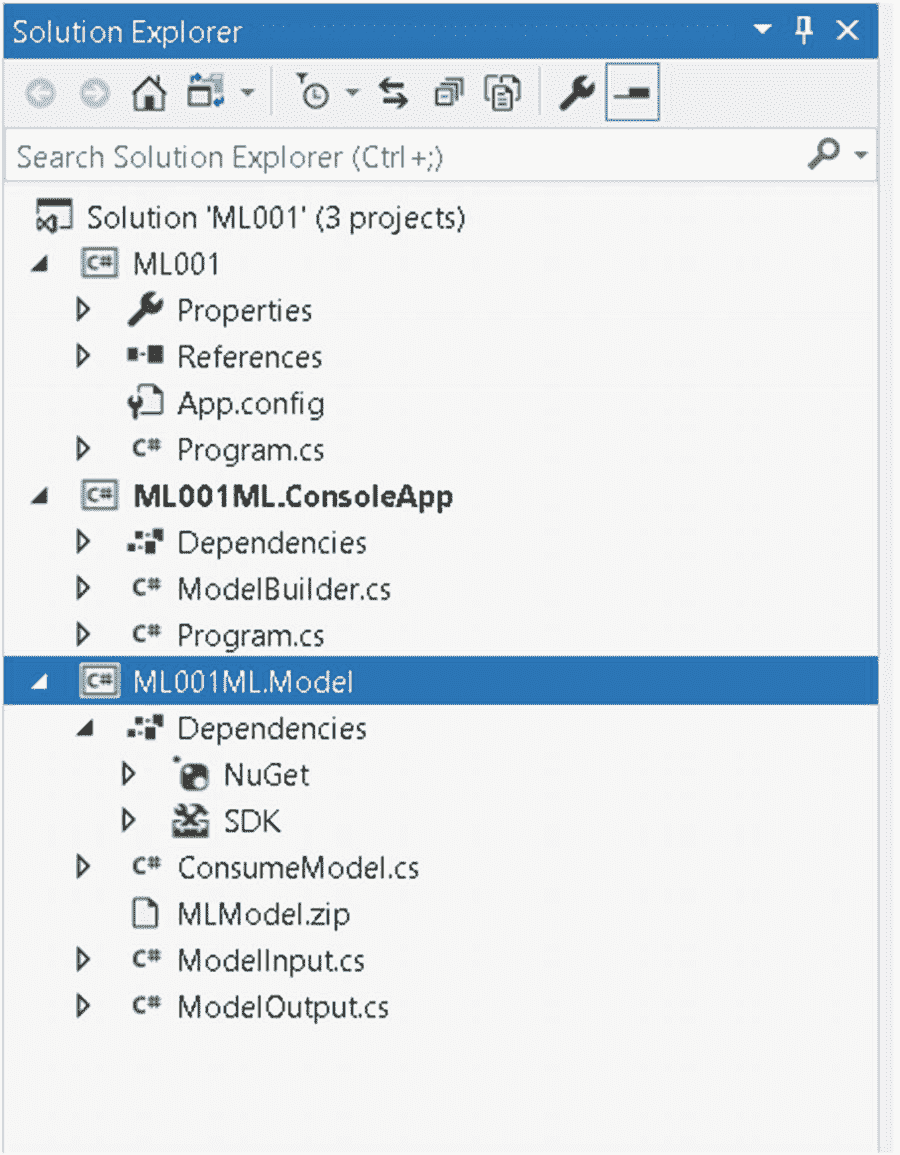 Solution Explorer
Search Solution Explorer (Ctrl+;)
Solution 'ML001' (3 projects)
C# ML001
Properties
References
App.config
C# Program.cs
C# ML001ML.ConsoleApp
Dependencies
C# ModelBuilder.cs
C# Program.cs
C# ML001ML.Model
Dependencies
NuGet
SDK
C# ConsumeModel.cs
MLModel.zip
C# ModelInput.cs
C# ModelOutput.cs